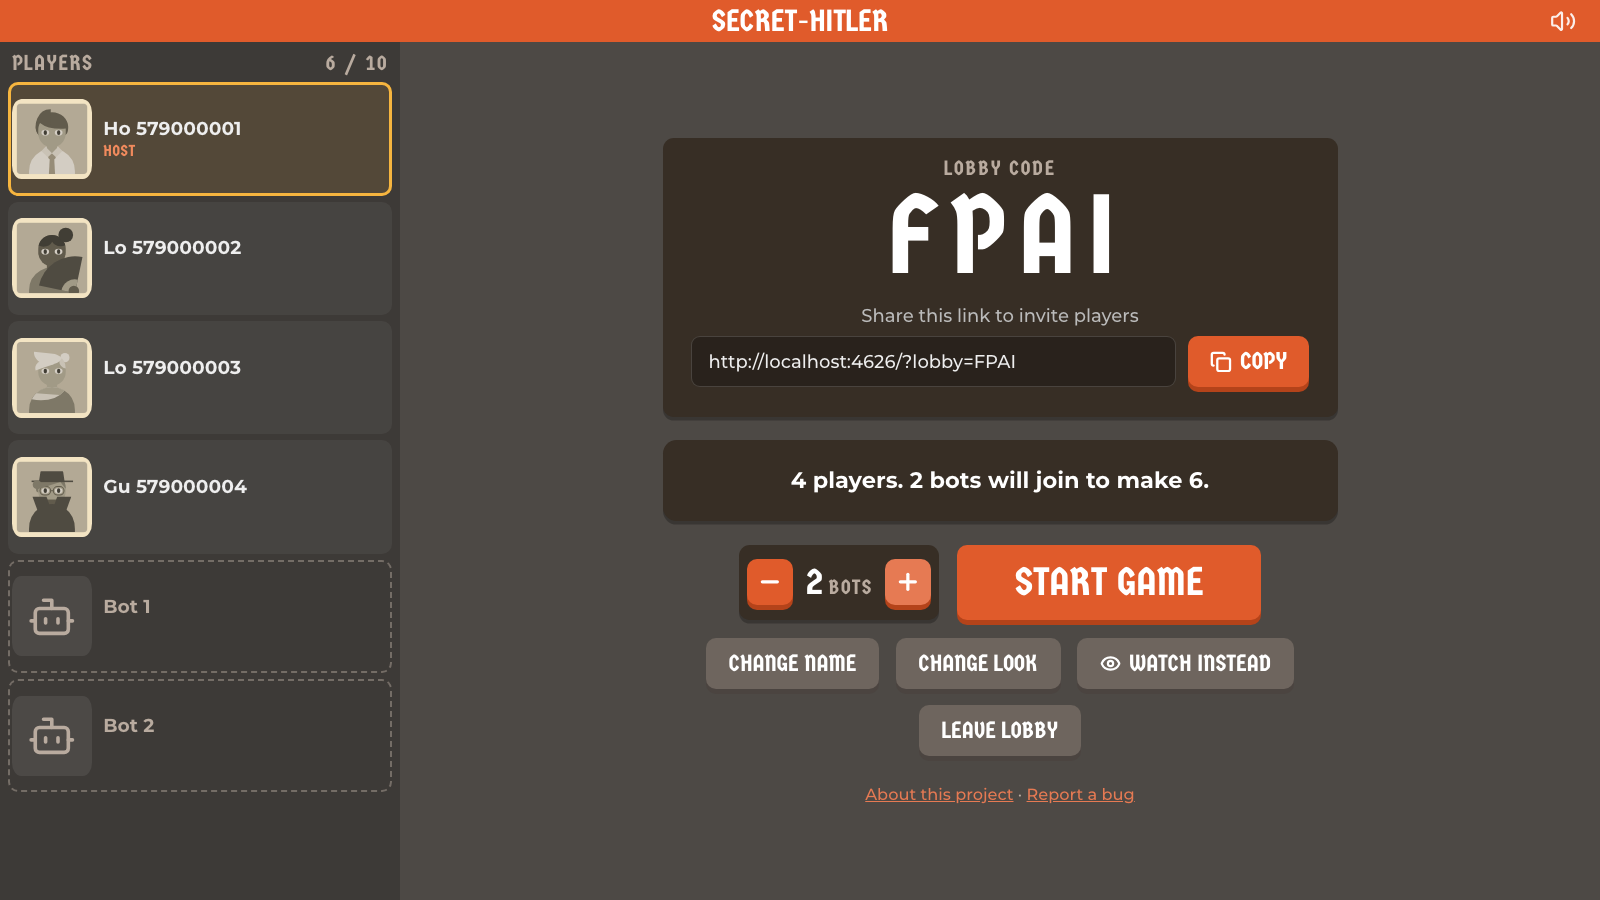 SECRET-HITLER
PLAYERS 6 / 10
Ho 579000001
HOST
Lo 579000002
Lo 579000003
Gu 579000004
Bot 1
Bot 2
LOBBY CODE
FPAI
Share this link to invite players
http://localhost:4626/?lobby=FPAI
COPY
4 players. 2 bots will join to make 6.
2 BOTS
START GAME
CHANGE NAME
CHANGE LOOK
WATCH INSTEAD
LEAVE LOBBY
About this project · Report a bug